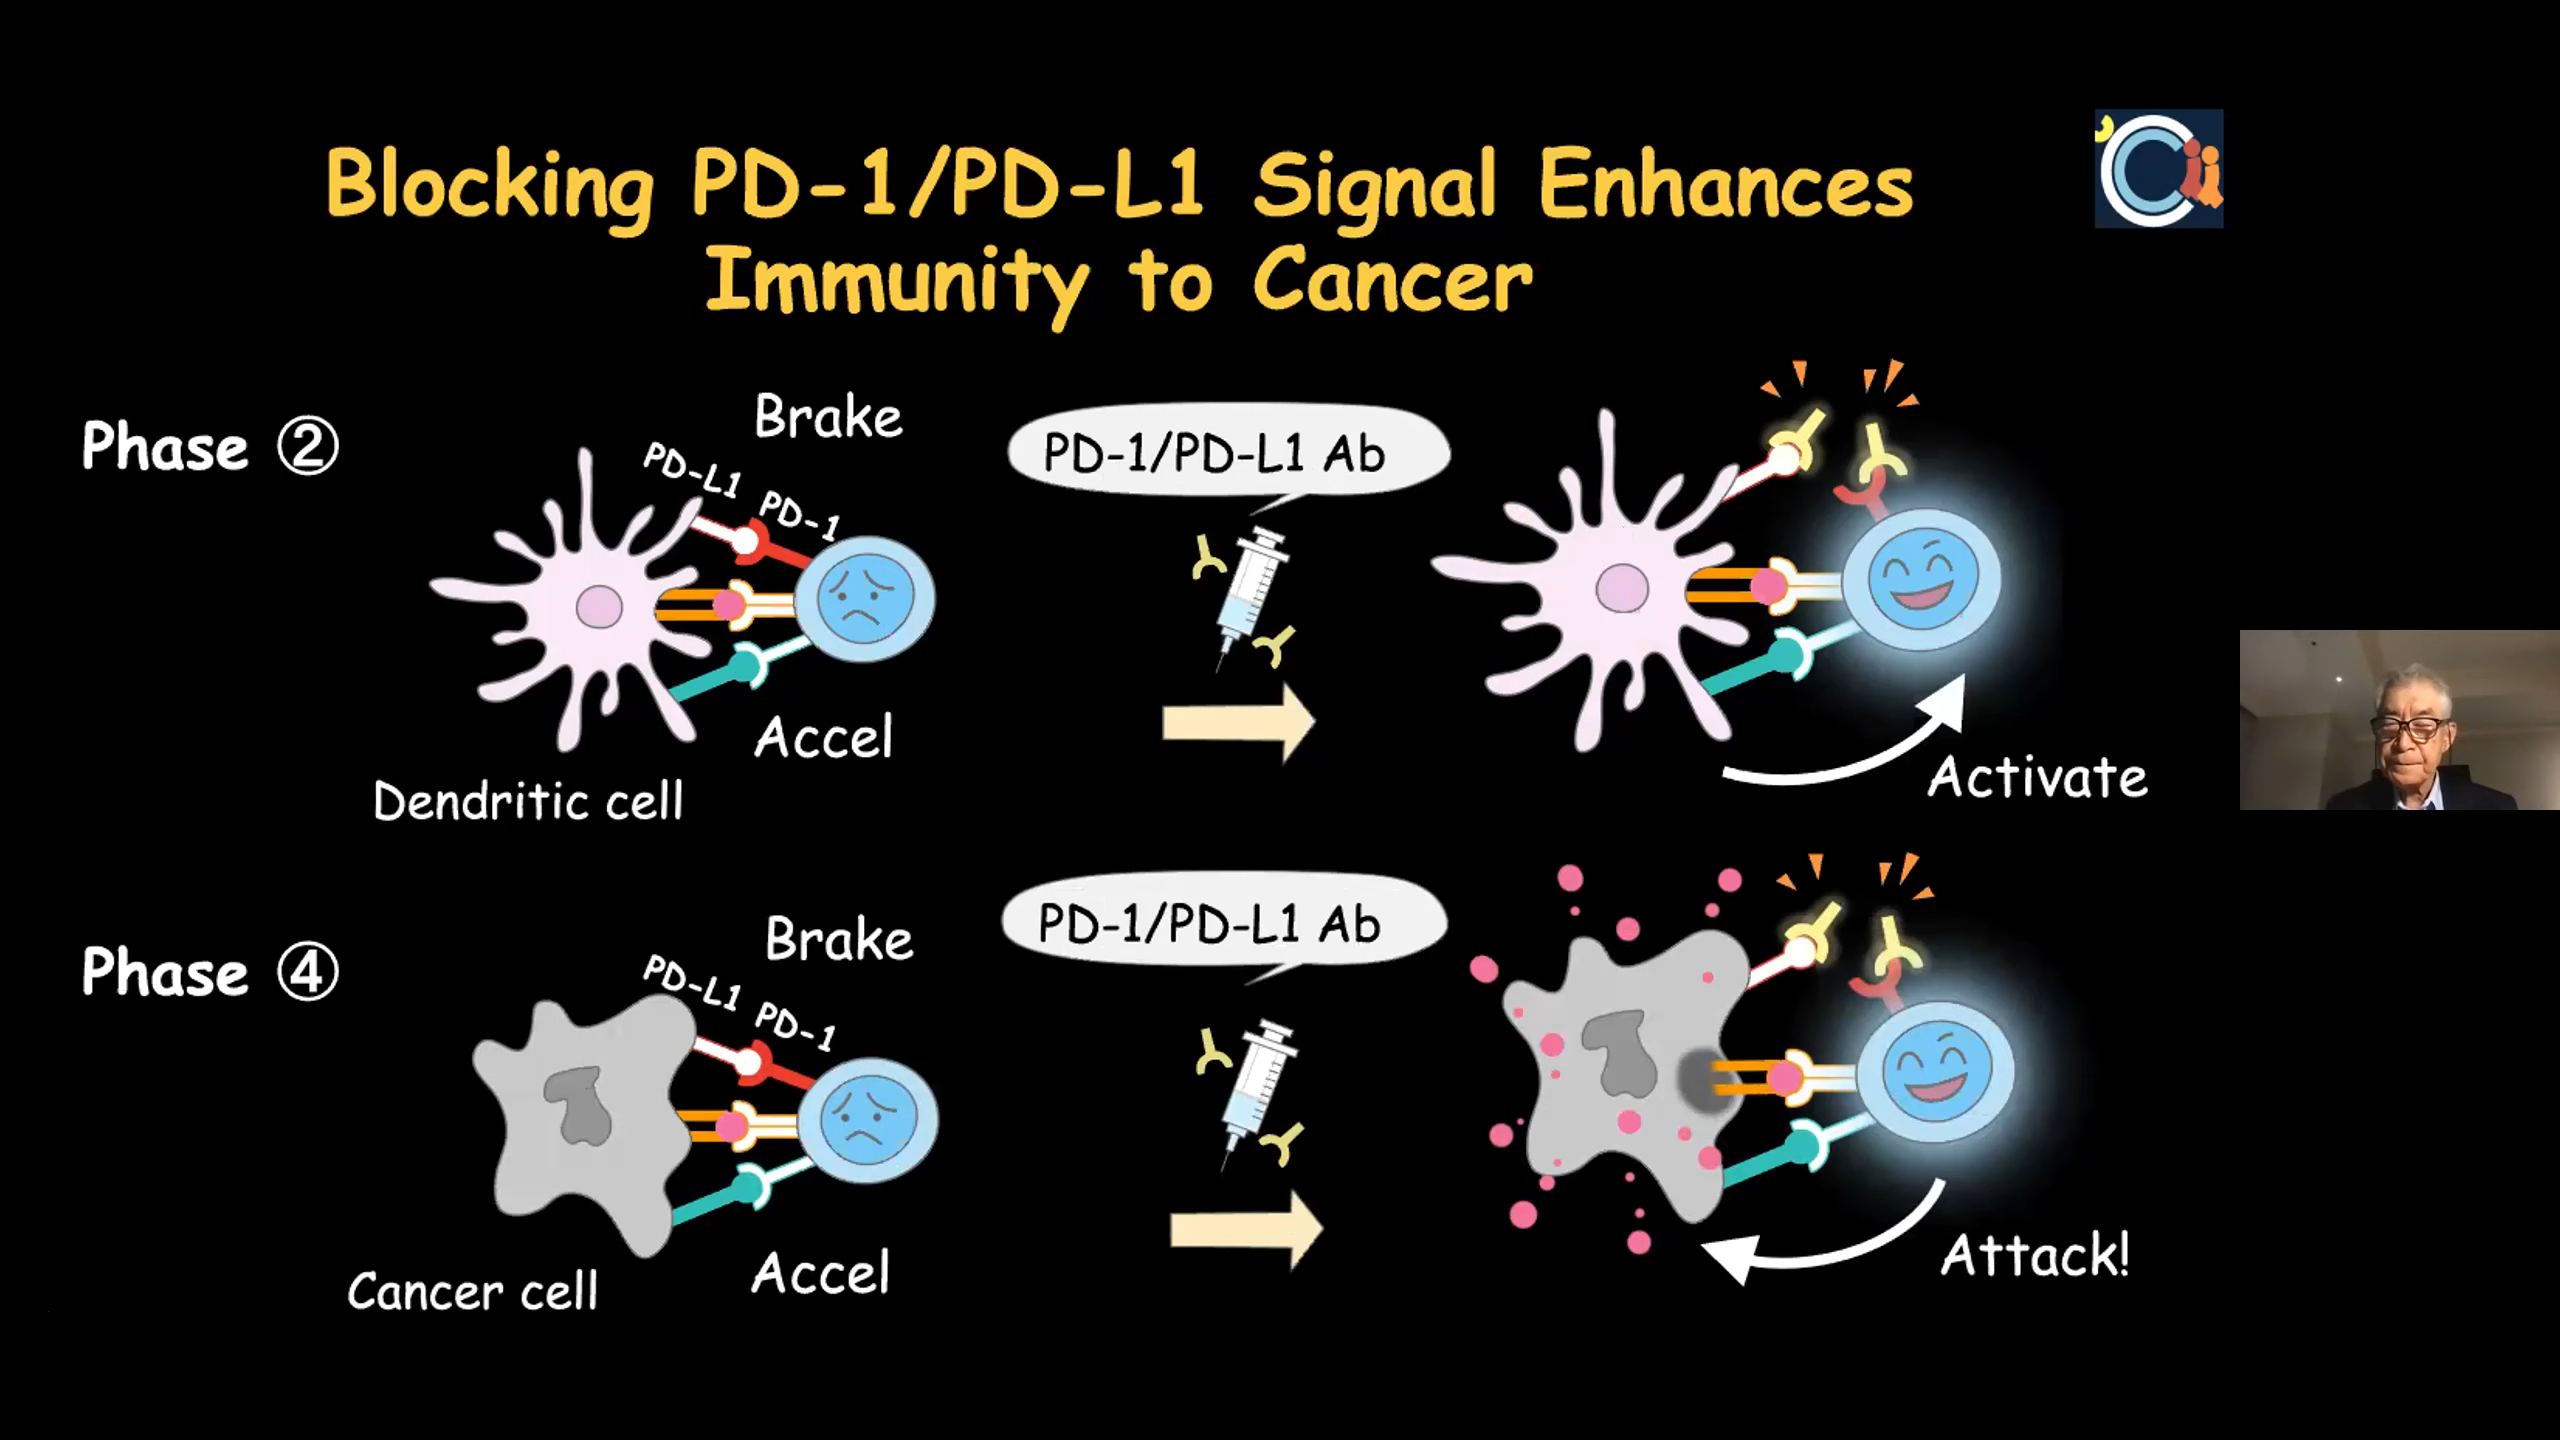 Blocking PD-1/PD-L1 Signal Enhances
Immunity to Cancer
Phase ②
Brake
PD-L1 PD-1
Accel
Dendritic cell
PD-1/PD-L1 Ab
Activate
Phase ④
Brake
PD-L1 PD-1
Accel
Cancer cell
PD-1/PD-L1 Ab
Attack!